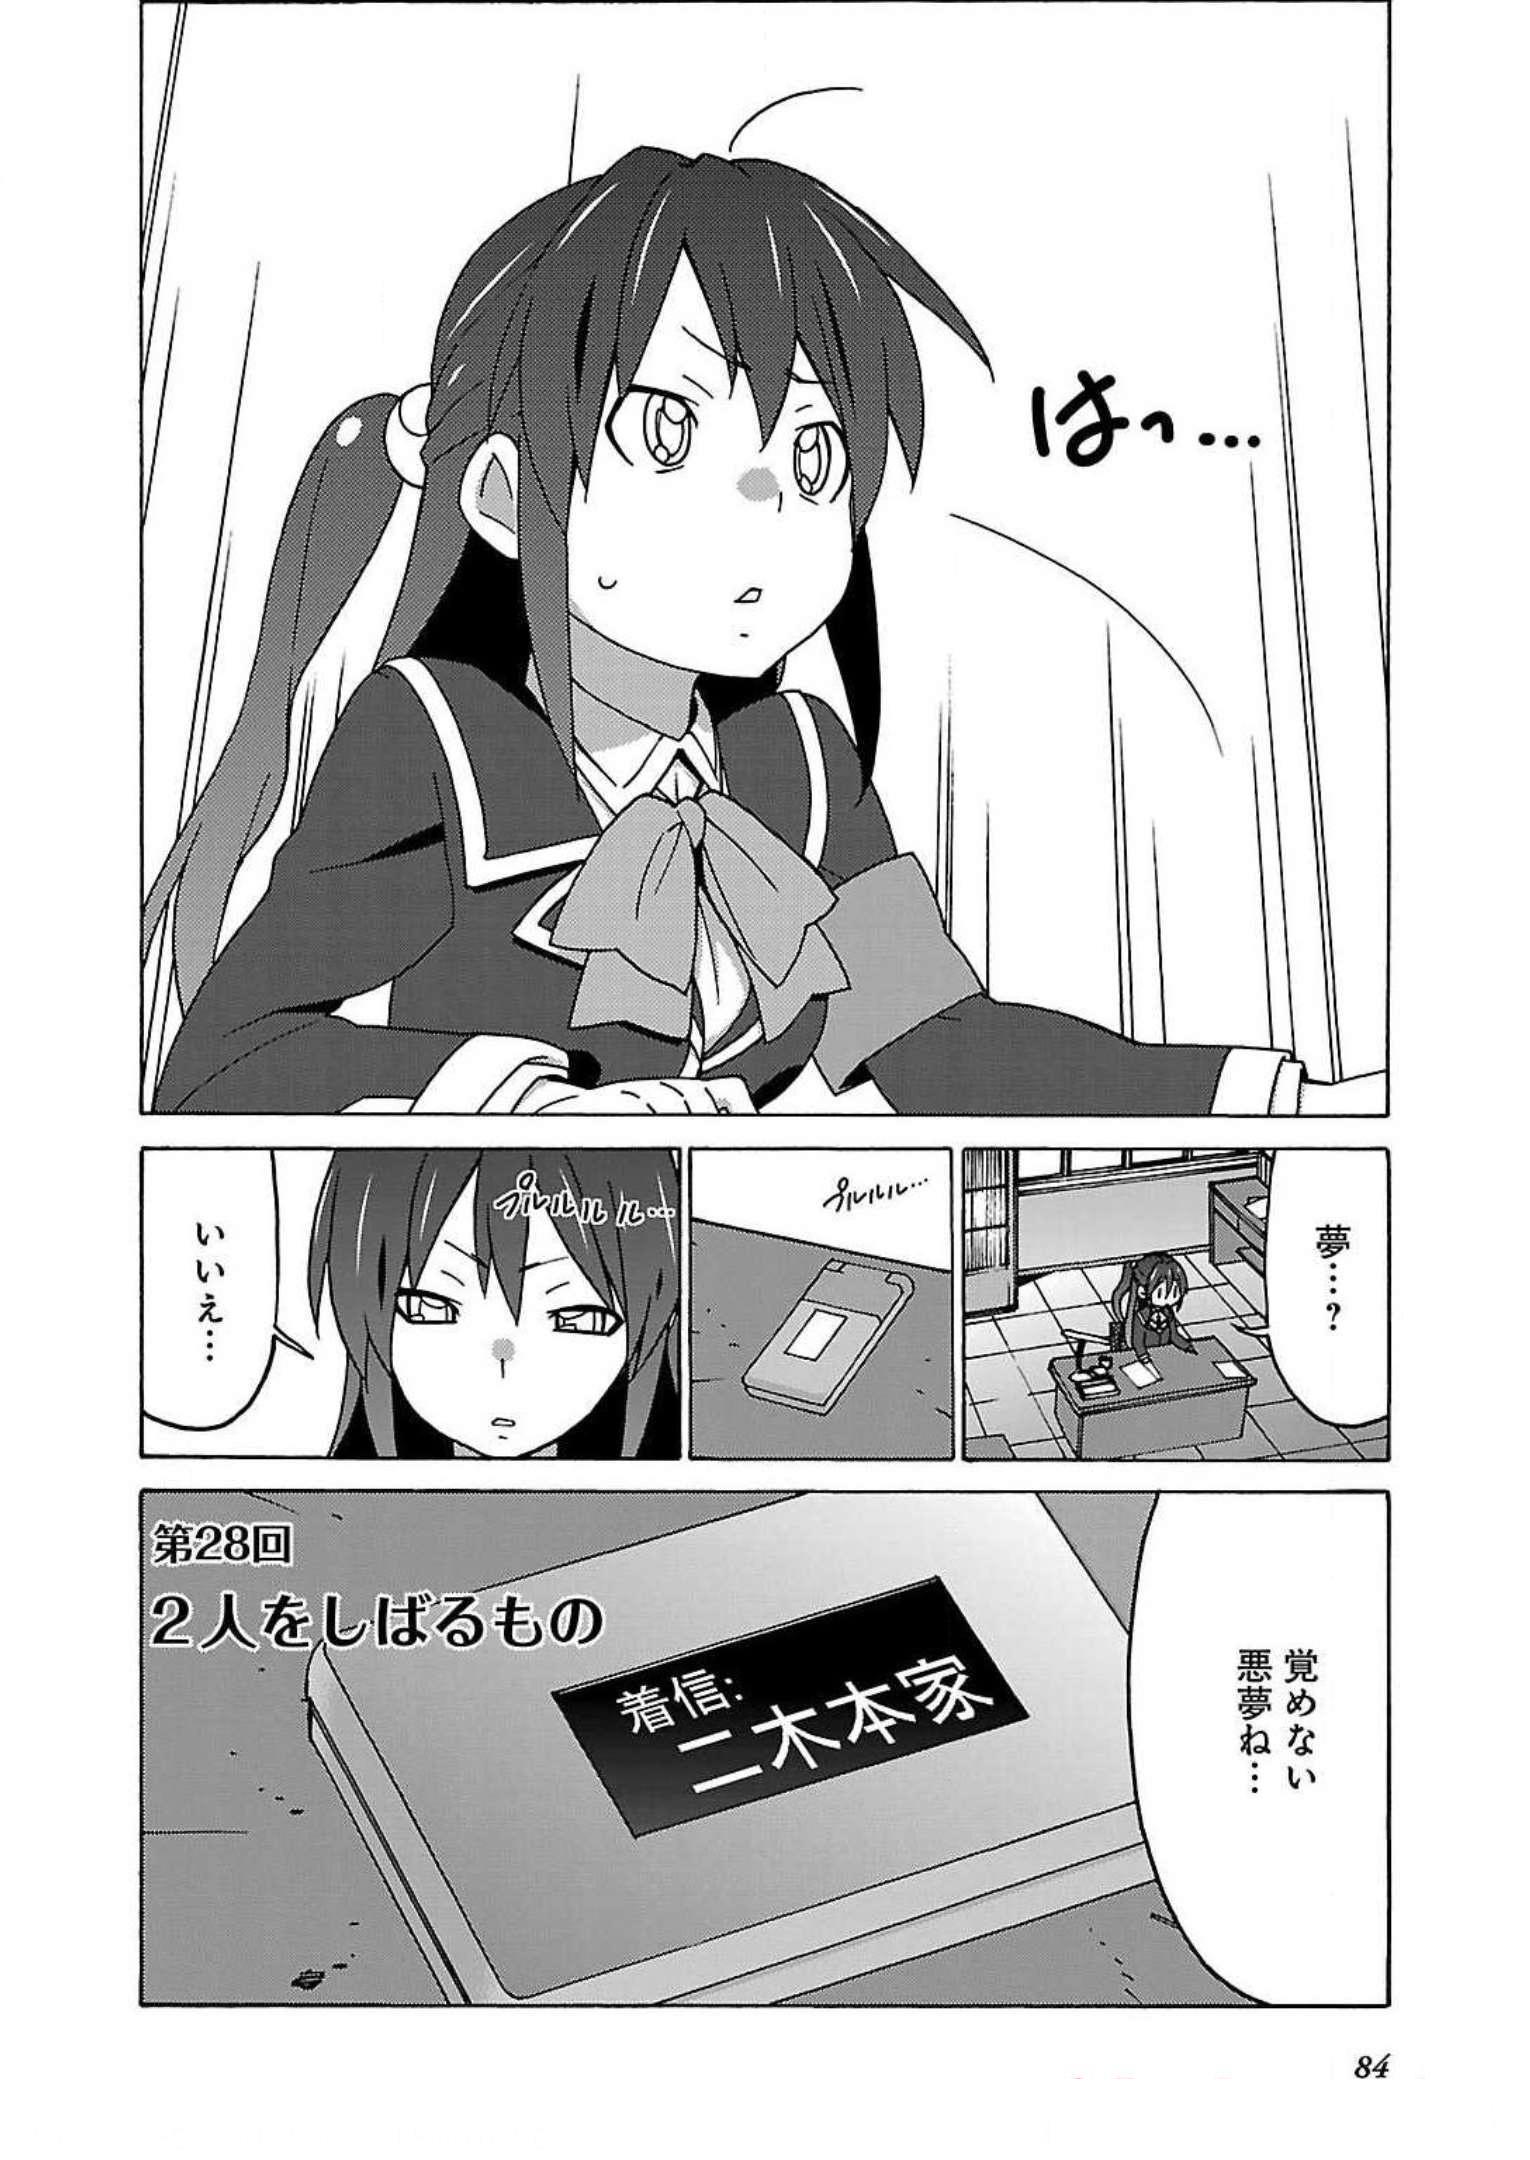 はっ…
夢…?
プルルル…
プルルルル…
いいえ…
覚めない
悪夢ね…
第28回
2人をしばるもの
着信:
二木本家
84